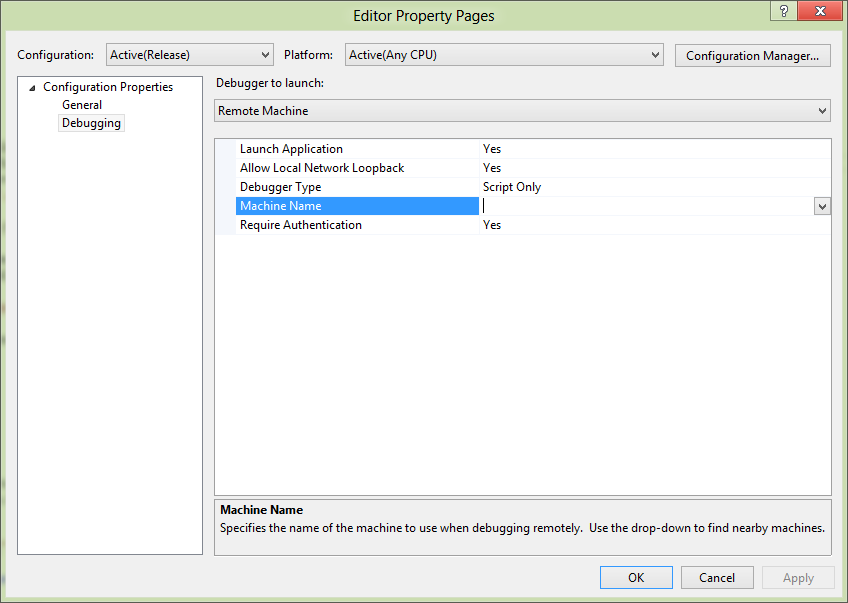 Editor Property Pages
?
Configuration: Active(Release) Platform: Active(Any CPU) Configuration Manager...
Configuration Properties
General
Debugging
Debugger to launch:
Remote Machine
Launch Application Yes
Allow Local Network Loopback Yes
Debugger Type Script Only
Machine Name
Require Authentication Yes
Machine Name
Specifies the name of the machine to use when debugging remotely. Use the drop-down to find nearby machines.
OK Cancel Apply